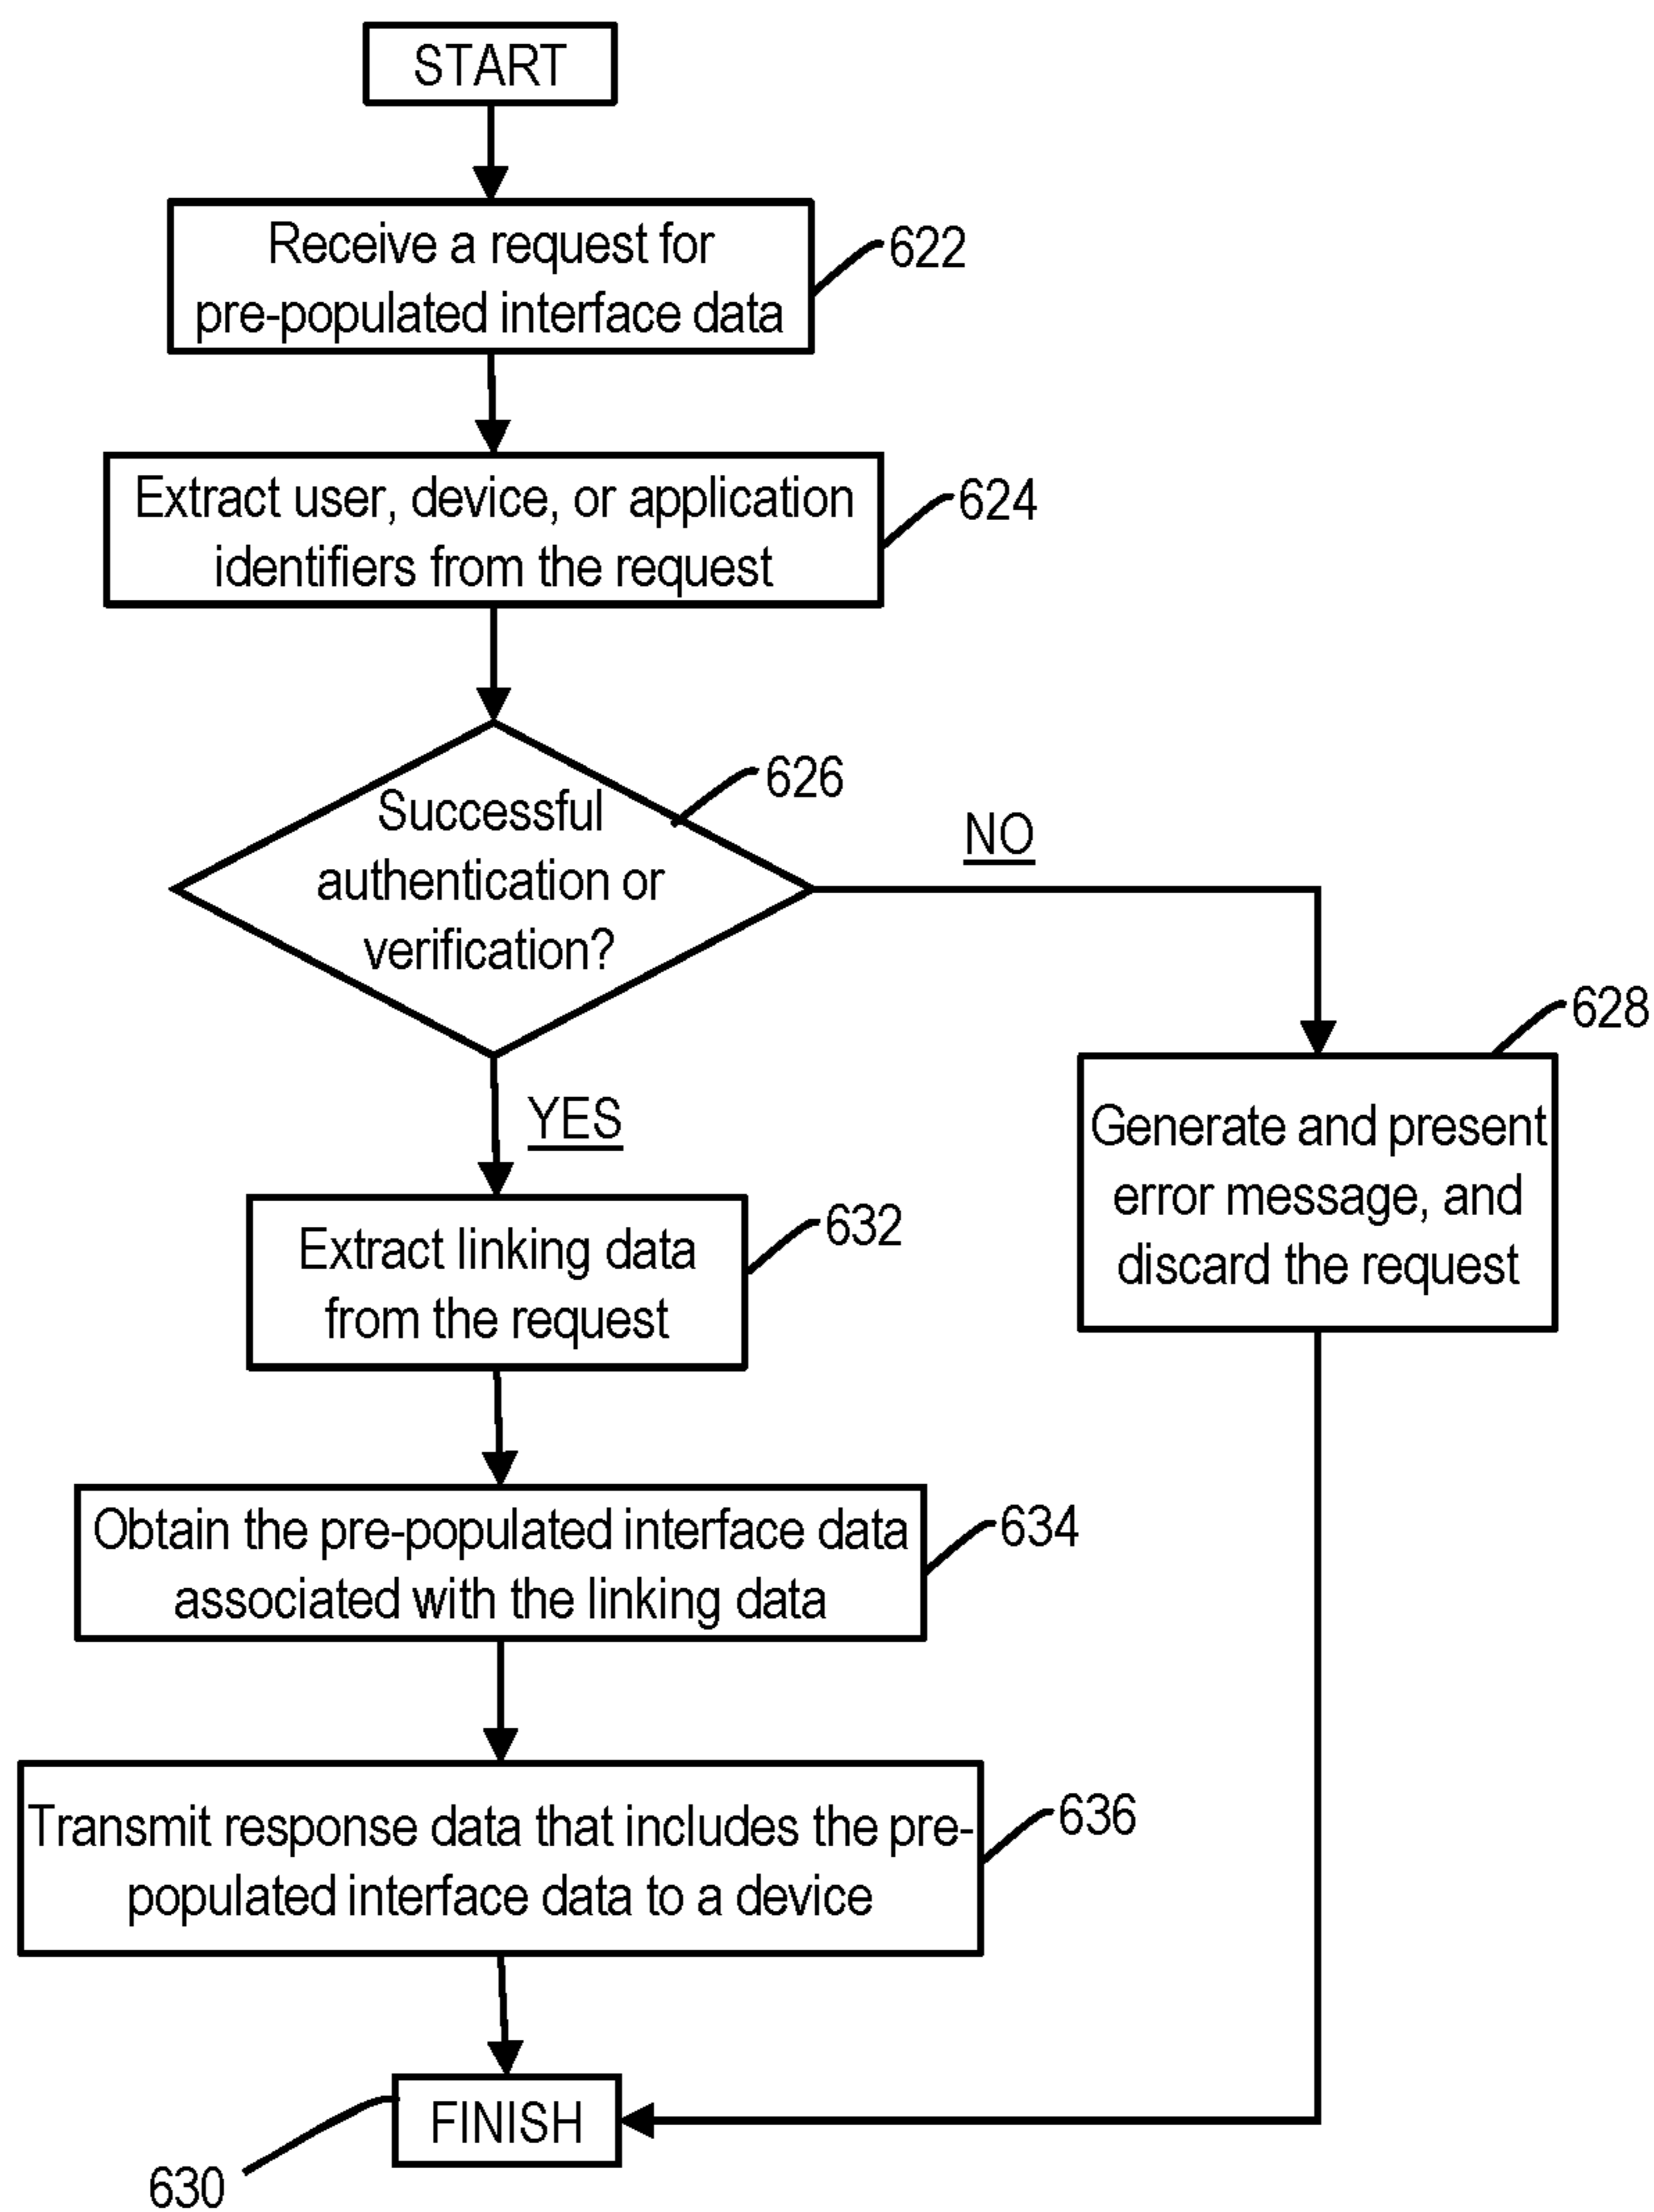 START
Receive a request for
pre-populated interface data
622
Extract user, device, or application
identifiers from the request
624
626
Successful
authentication or
verification?
NO
YES
628
Generate and present
error message, and
discard the request
632
Extract linking data
from the request
634
Obtain the pre-populated interface data
associated with the linking data
636
Transmit response data that includes the pre-
populated interface data to a device
FINISH
630